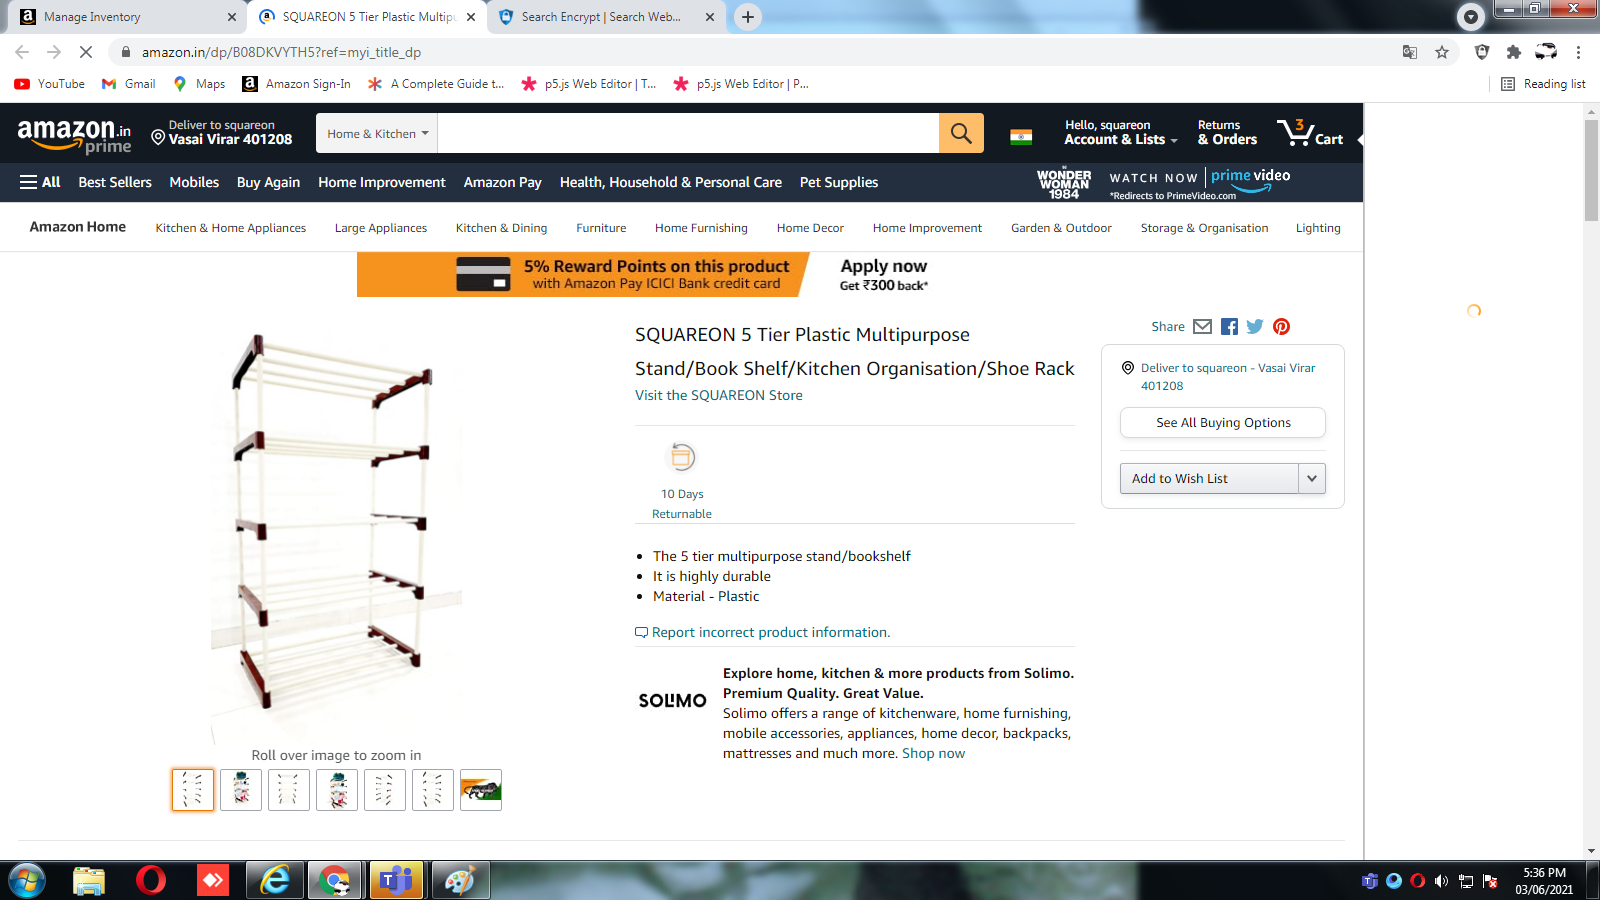 Manage Inventory
SQUAREON 5 Tier Plastic Multipu
Search Encrypt | Search Web...
amazon.in/dp/B08DKVYTH5?ref=myi_title_dp
YouTube
Gmail
Maps
Amazon Sign-In
A Complete Guide t...
p5.js Web Editor | T...
p5.js Web Editor | P...
Reading list
amazon.in
prime
Deliver to squareon
Vasai Virar 401208
Home & Kitchen
Hello, squareon
Account & Lists
Returns
& Orders
3
Cart
All
Best Sellers
Mobiles
Buy Again
Home Improvement
Amazon Pay
Health, Household & Personal Care
Pet Supplies
WONDER
WOMAN
1984
WATCH NOW
prime video
*Redirects to PrimeVideo.com
Amazon Home
Kitchen & Home Appliances
Large Appliances
Kitchen & Dining
Furniture
Home Furnishing
Home Decor
Home Improvement
Garden & Outdoor
Storage & Organisation
Lighting
5% Reward Points on this product
with Amazon Pay ICICI Bank credit card
Apply now
Get ₹300 back*
SQUAREON 5 Tier Plastic Multipurpose
Stand/Book Shelf/Kitchen Organisation/Shoe Rack
Visit the SQUAREON Store
10 Days
Returnable
The 5 tier multipurpose stand/bookshelf
It is highly durable
Material - Plastic
Report incorrect product information.
SOLIMO
Explore home, kitchen & more products from Solimo.
Premium Quality. Great Value.
Solimo offers a range of kitchenware, home furnishing,
mobile accessories, appliances, home decor, backpacks,
mattresses and much more. Shop now
Share
Deliver to squareon - Vasai Virar
401208
See All Buying Options
Add to Wish List
Roll over image to zoom in
5:36 PM
03/06/2021